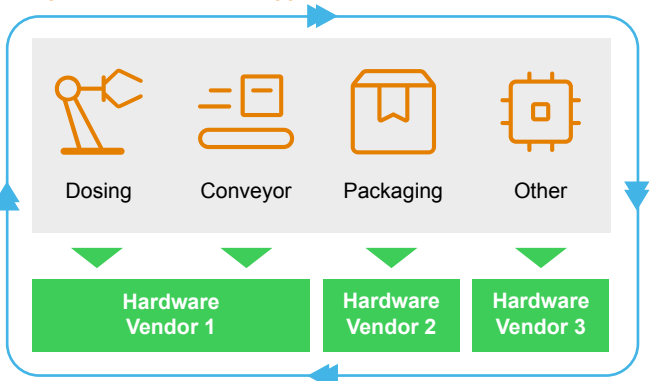 Dosing
Conveyor
Packaging
Other
Hardware
Vendor 1
Hardware
Vendor 2
Hardware
Vendor 3